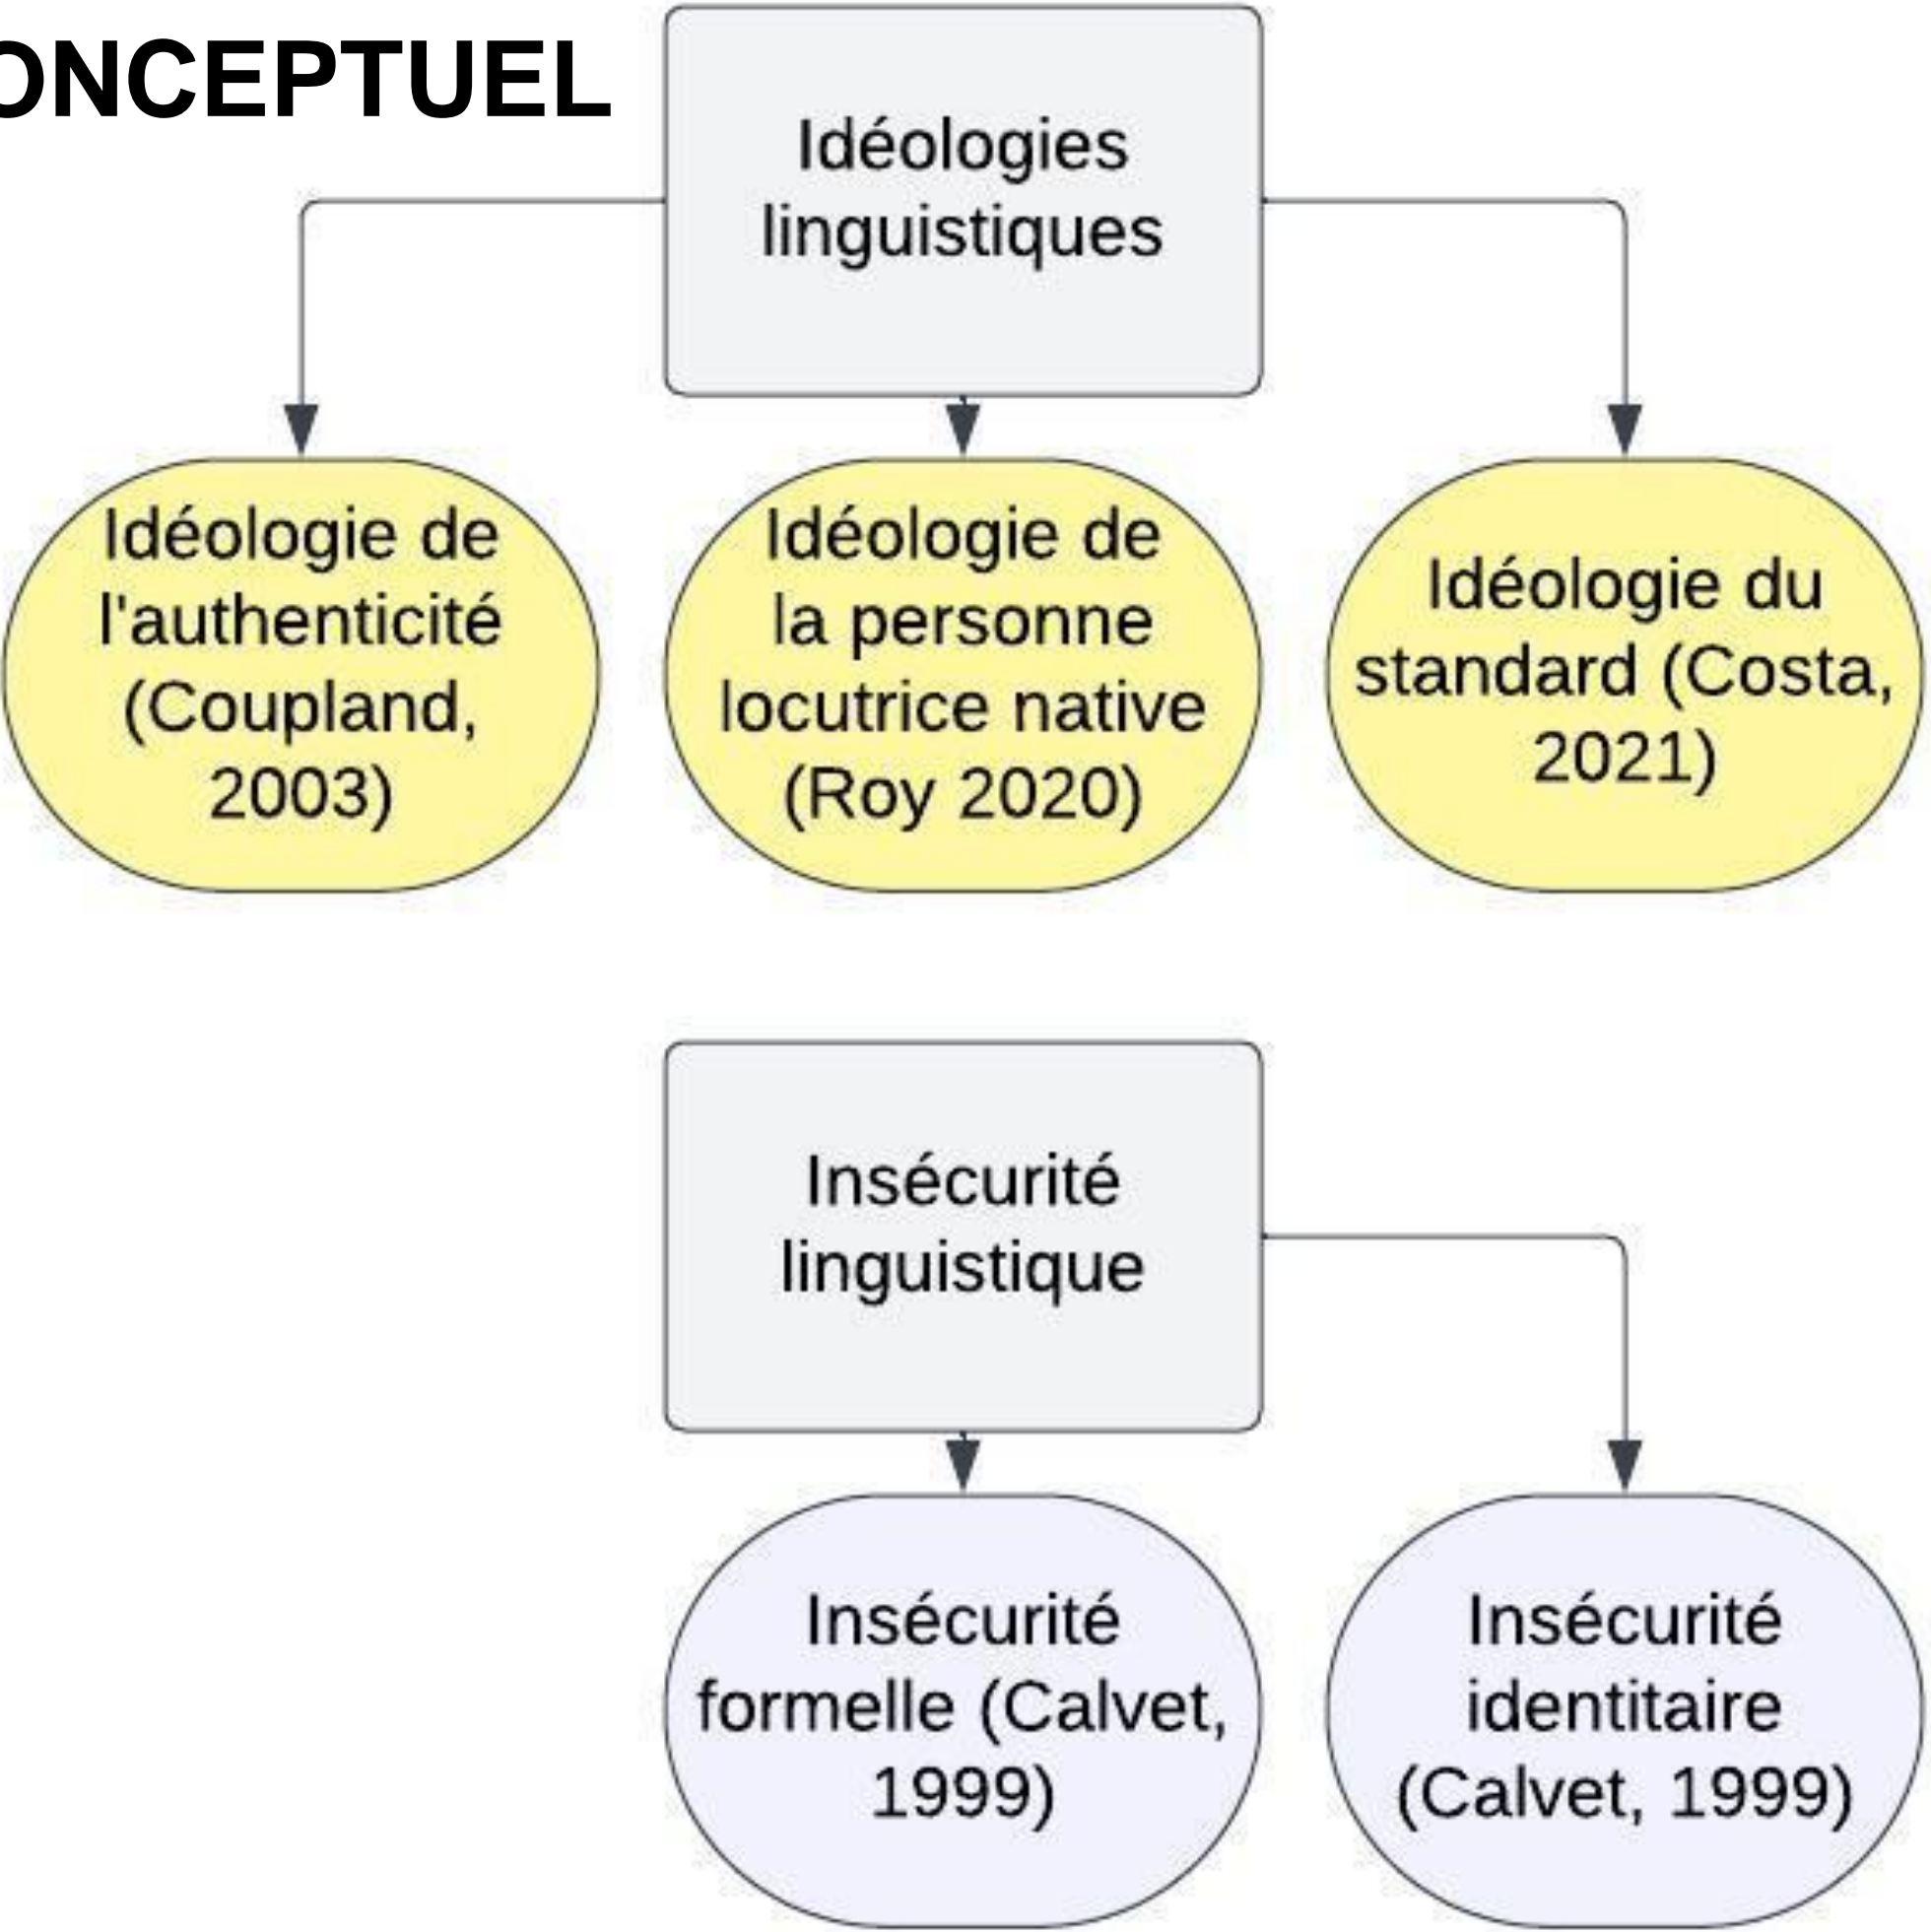 ONCEPTUEL
Idéologies
linguistiques
Idéologie de
l'authenticité
(Coupland,
2003)
Idéologie de
la personne
locutrice native
(Roy 2020)
Idéologie du
standard (Costa,
2021)
Insécurité
linguistique
Insécurité
formelle (Calvet,
1999)
Insécurité
identitaire
(Calvet, 1999)